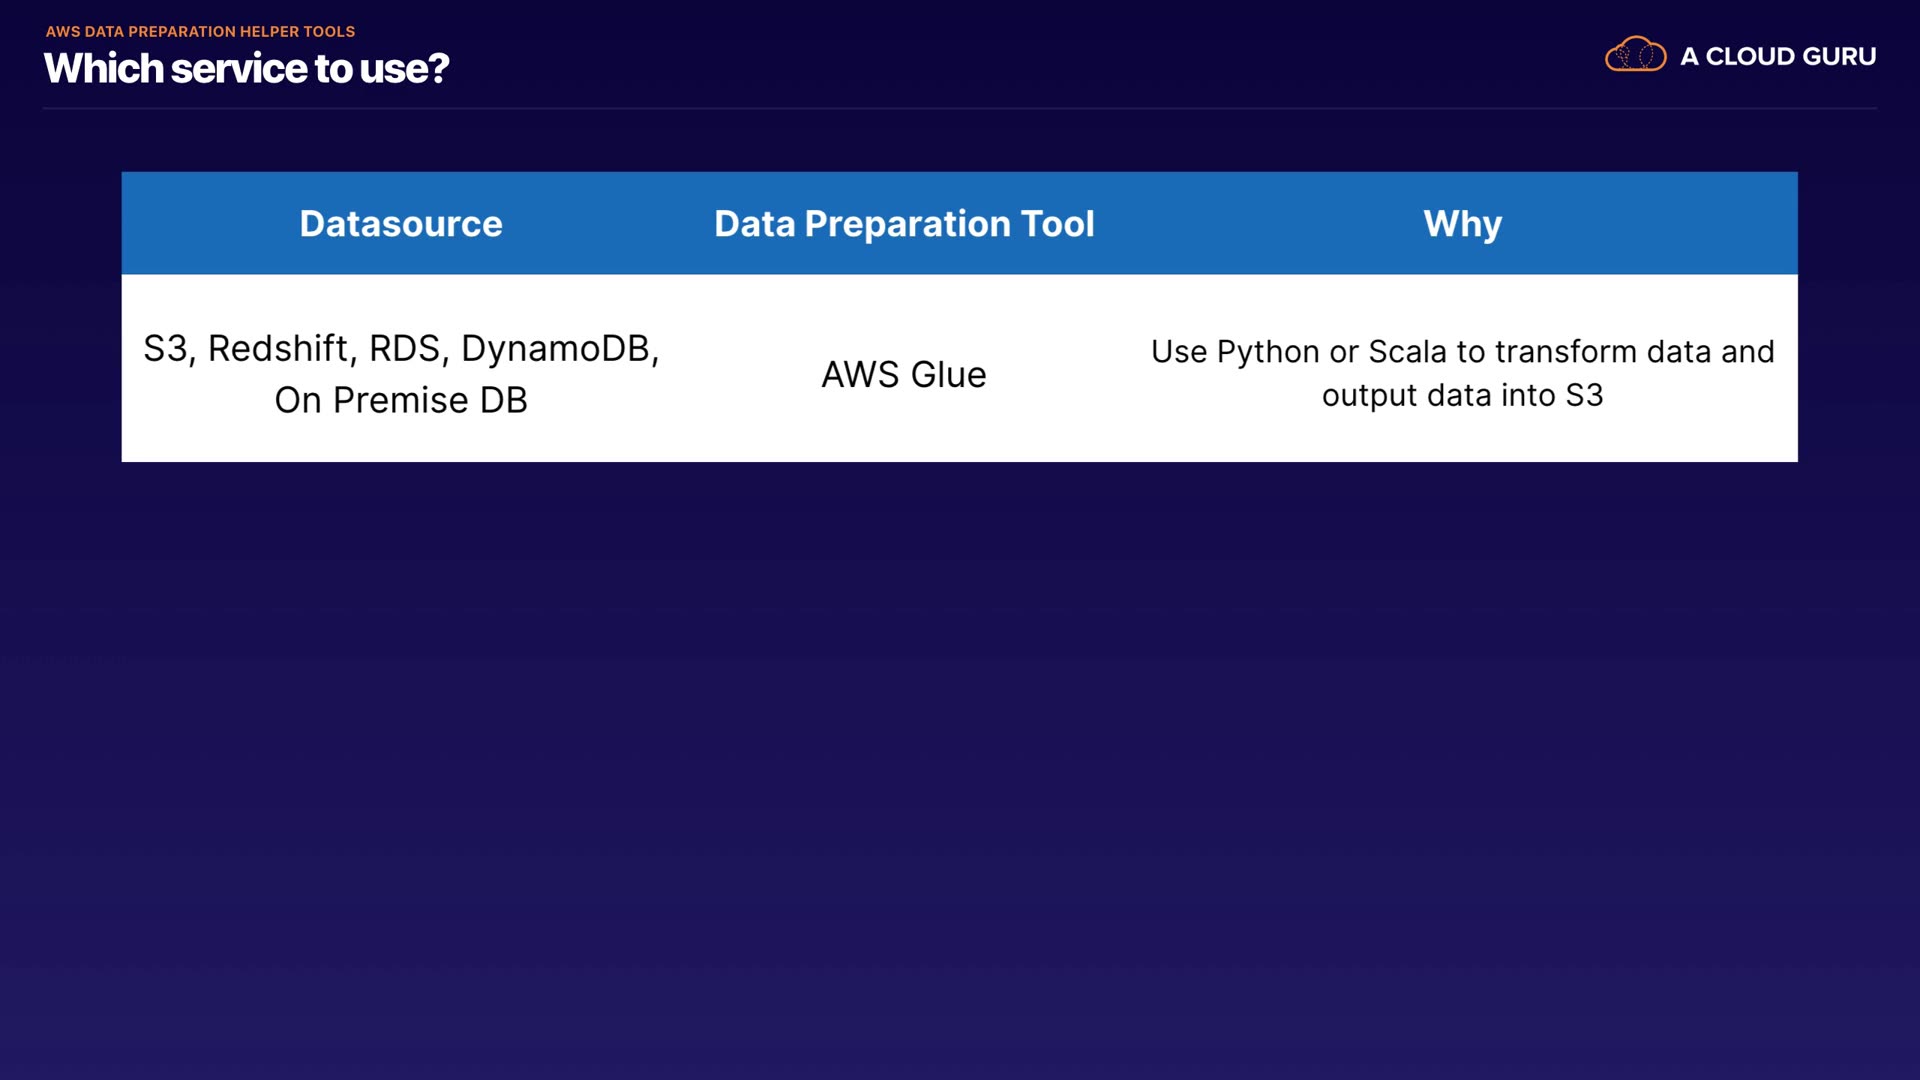 AWS DATA PREPARATION HELPER TOOLS
Which service to use?
A CLOUD GURU
Datasource
Data Preparation Tool
Why
S3, Redshift, RDS, DynamoDB,
On Premise DB
AWS Glue
Use Python or Scala to transform data and
output data into S3